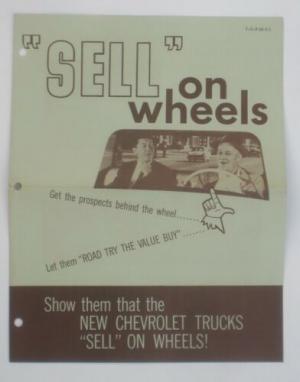 "SELL" on
wheels
Get the prospects behind the wheel......
Let them "ROAD TRY THE VALUE BUY"......
Show them that the
NEW CHEVROLET TRUCKS
"SELL" ON WHEELS!